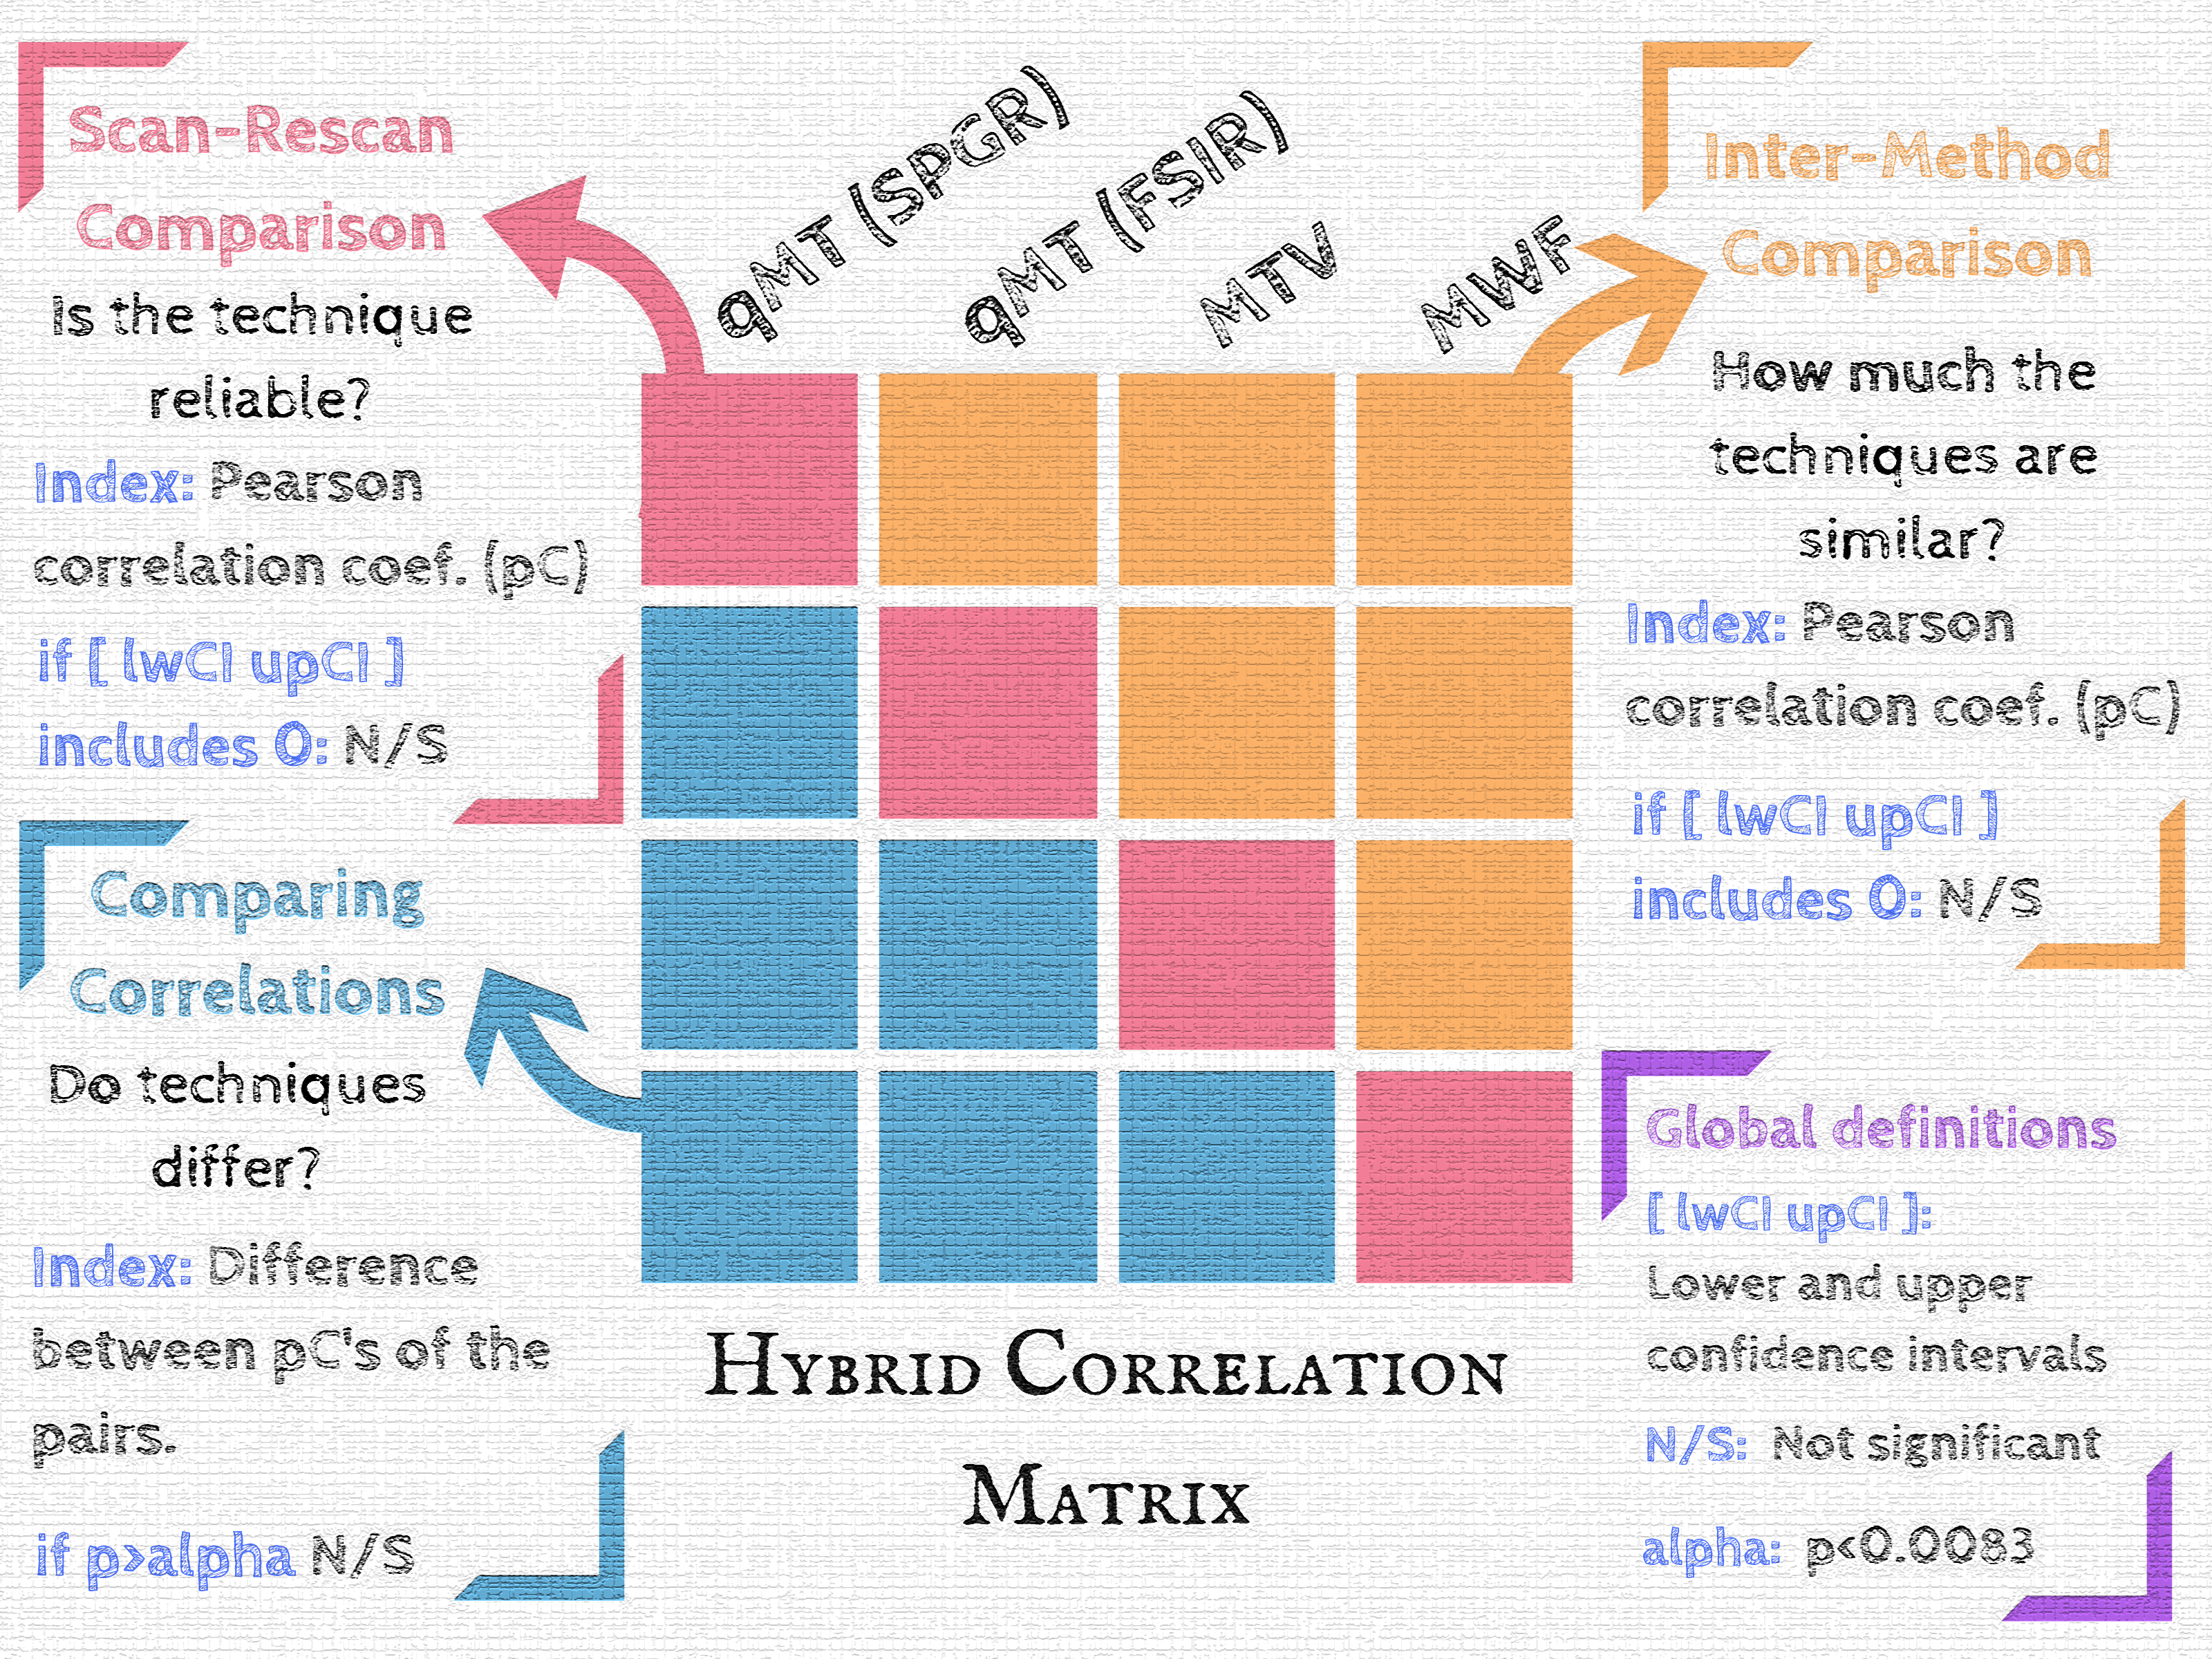 Scan-Rescan
Comparison
Is the technique
reliable?
Index: Pearson
correlation coef. (pC)
if [ lwCI upCI ]
includes 0: N/S
Comparing
Correlations
Do techniques
differ?
Index: Difference
between pC's of the
pairs.
if p>alpha N/S
qMT (SPGR)
qMT (FSIR)
MTV
MWF
Hybrid Correlation
Matrix
Inter-Method
Comparison
How much the
techniques are
similar?
Index: Pearson
correlation coef. (pC)
if [ lwCI upCI ]
includes 0: N/S
Global definitions
[ lwCI upCI ]:
Lower and upper
confidence intervals
N/S: Not significant
alpha: p<0.0083